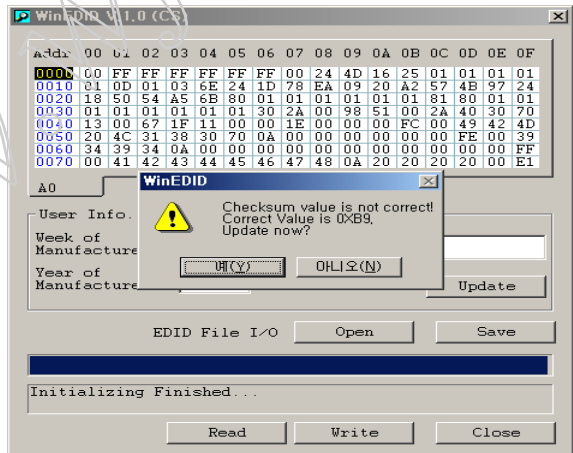 WinEDID V.1.0 (CS)
Addr 00 01 02 03 04 05 06 07 08 09 0A 0B 0C 0D 0E 0F
0000 00 FF FF FF FF FF FF 00 24 4D 16 25 01 01 01 01
0010 01 0D 01 03 6E 24 1D 78 EA 09 20 A2 57 4B 97 24
0020 18 50 54 A5 6B 80 01 01 01 01 01 01 81 80 01 01
0030 01 01 01 01 01 01 30 2A 00 98 51 00 2A 40 30 70
0040 13 00 67 1F 11 00 00 1E 00 00 00 FC 00 49 42 4D
0050 20 4C 31 38 30 70 0A 00 00 00 00 00 00 FE 00 39
0060 34 39 34 0A 00 00 00 00 00 00 00 00 00 00 00 FF
0070 00 41 42 43 44 45 46 47 48 0A 20 20 20 20 00 E1
A0
WinEDID
Checksum value is not correct!
Correct Value is 0XB9,
Update now?
예(Y)
아니오(N)
User Info.
Week of
Manufacture
Year of
Manufacture
Update
EDID File I/O
Open
Save
Initializing Finished...
Read
Write
Close